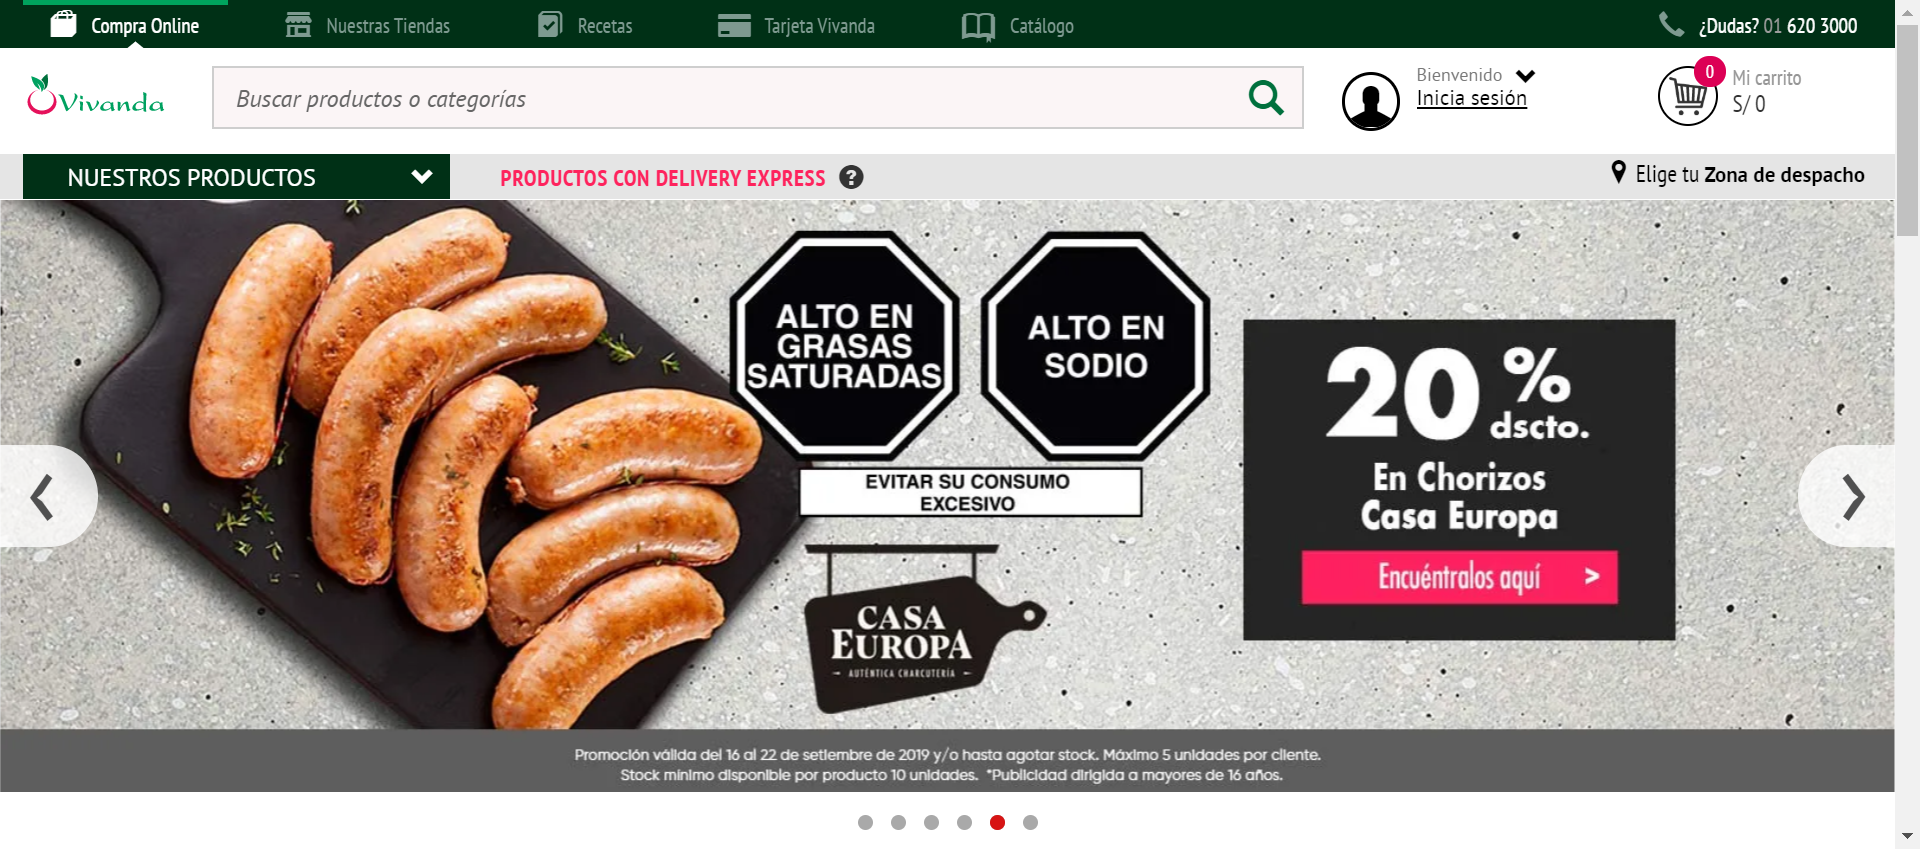 Compra Online
Nuestras Tiendas
Recetas
Tarjeta Vivanda
Catálogo
¿Dudas? 01 620 3000
Vivanda
Buscar productos o categorías
Bienvenido
Inicia sesión
0
Mi carrito
S/ 0
NUESTROS PRODUCTOS
PRODUCTOS CON DELIVERY EXPRESS ?
Elige tu Zona de despacho
ALTO EN
GRASAS
SATURADAS
ALTO EN
SODIO
EVITAR SU CONSUMO
EXCESIVO
CASA
EUROPA
AUTÉNTICA CHARCUTERÍA
20 %
dscto.
En Chorizos
Casa Europa
Encuéntralos aquí >
Promoción válida del 16 al 22 de setiembre de 2019 y/o hasta agotar stock. Máximo 5 unidades por cliente.
Stock mínimo disponible por producto 10 unidades. *Publicidad dirigida a mayores de 16 años.